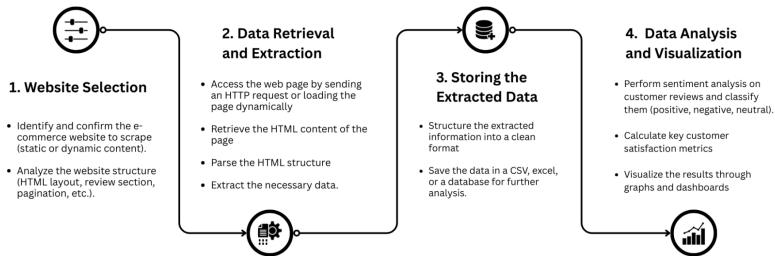 1. Website Selection
• Identify and confirm the e-
commerce website to scrape
(static or dynamic content).
• Analyze the website structure
(HTML layout, review section,
pagination, etc.).
2. Data Retrieval
and Extraction
• Access the web page by sending
an HTTP request or loading the
page dynamically
• Retrieve the HTML content of the
page
• Parse the HTML structure
• Extract the necessary data.
3. Storing the
Extracted Data
• Structure the extracted
information into a clean
format
• Save the data in a CSV, excel,
or a database for further
analysis.
4. Data Analysis
and Visualization
• Perform sentiment analysis on
customer reviews and classify
them (positive, negative, neutral).
• Calculate key customer
satisfaction metrics
• Visualize the results through
graphs and dashboards